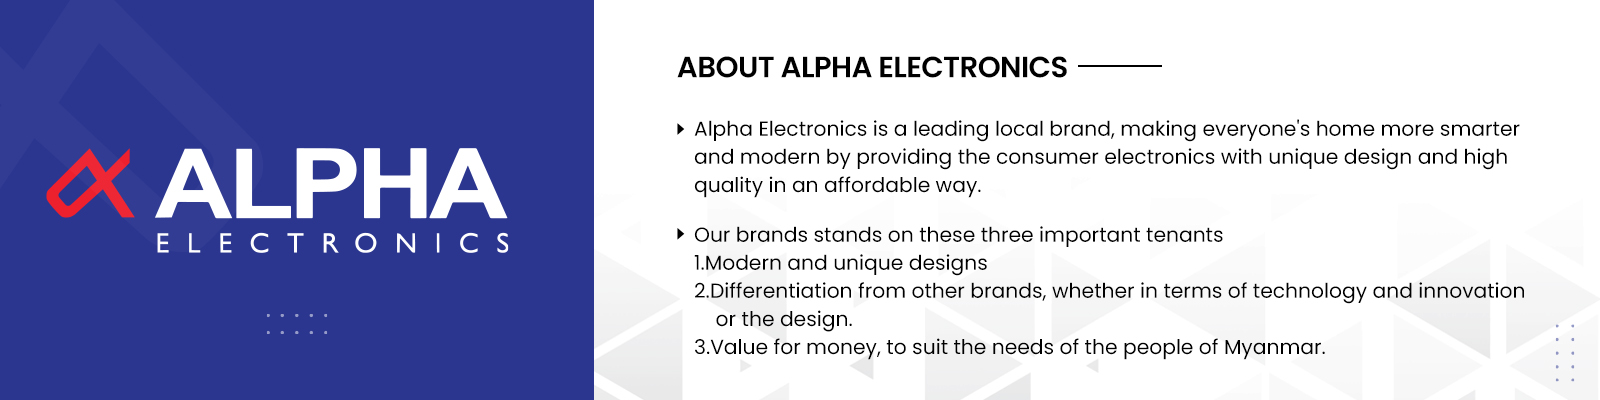 ALPHA
ELECTRONICS
ABOUT ALPHA ELECTRONICS
Alpha Electronics is a leading local brand, making everyone's home more smarter
and modern by providing the consumer electronics with unique design and high
quality in an affordable way.
Our brands stands on these three important tenants
1.Modern and unique designs
2.Differentiation from other brands, whether in terms of technology and innovation
or the design.
3.Value for money, to suit the needs of the people of Myanmar.